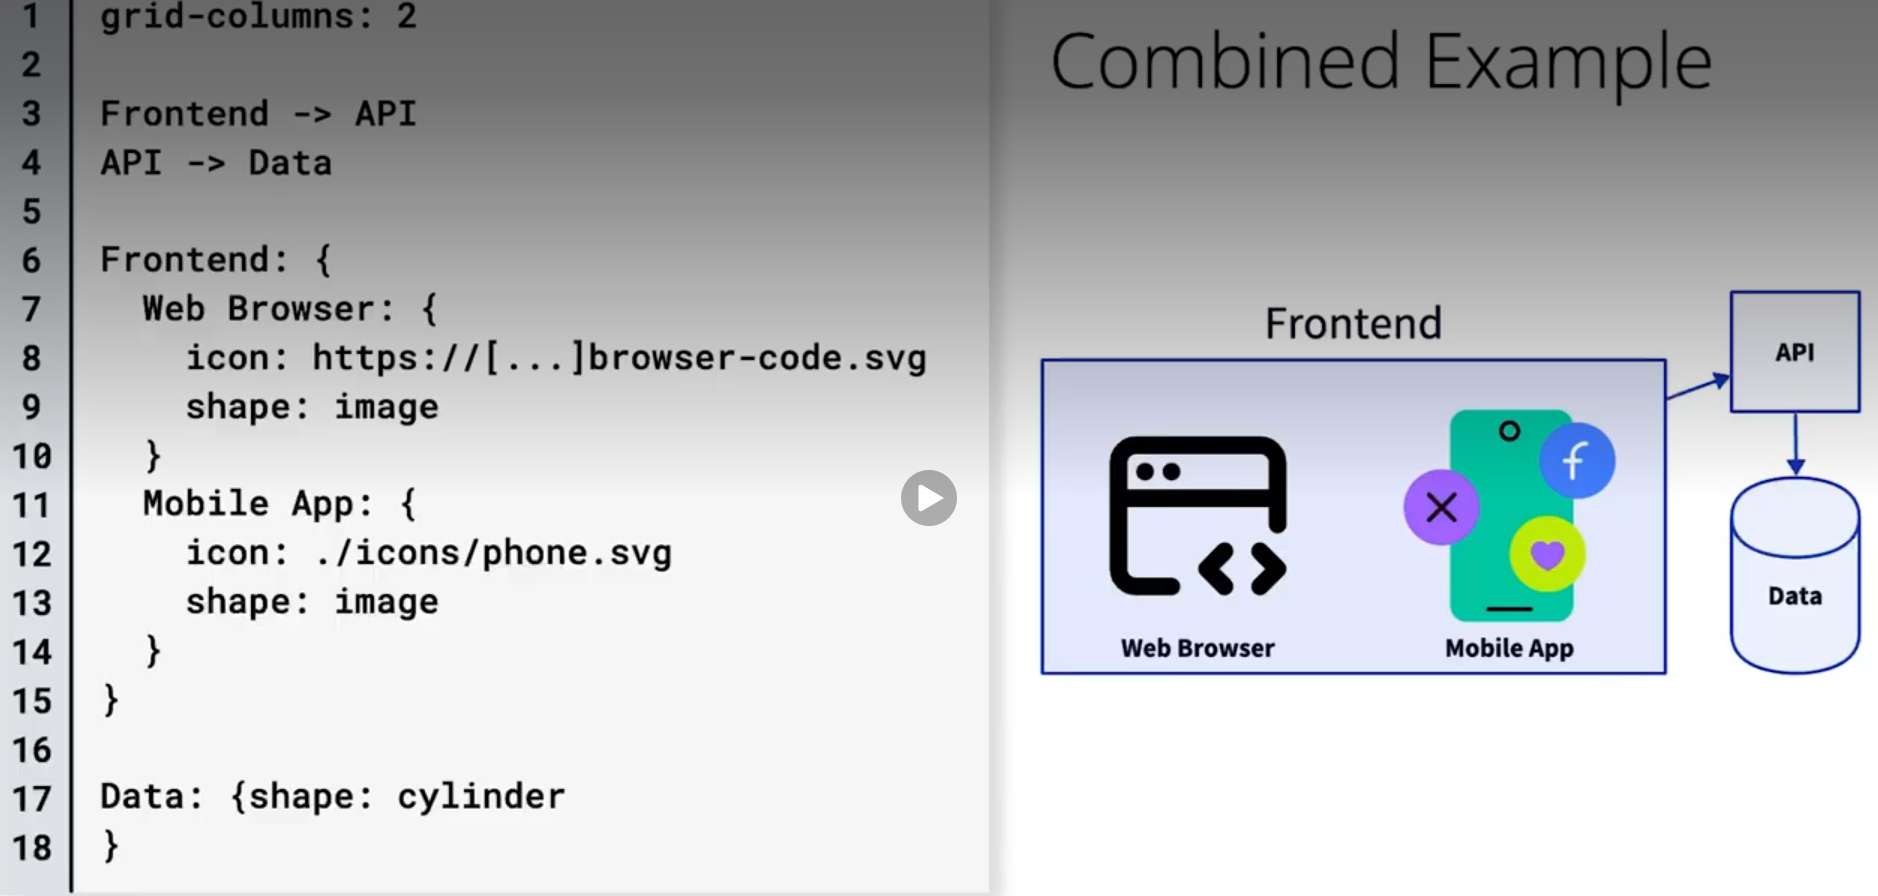 1 grid-columns: 2
2
3 Frontend -> API
4 API -> Data
5
6 Frontend: {
7   Web Browser: {
8     icon: https://[...]browser-code.svg
9     shape: image
10   }
11   Mobile App: {
12     icon: ./icons/phone.svg
13     shape: image
14   }
15 }
16
17 Data: {shape: cylinder
18 }
Combined Example
Frontend
API
f
Web Browser
Mobile App
Data